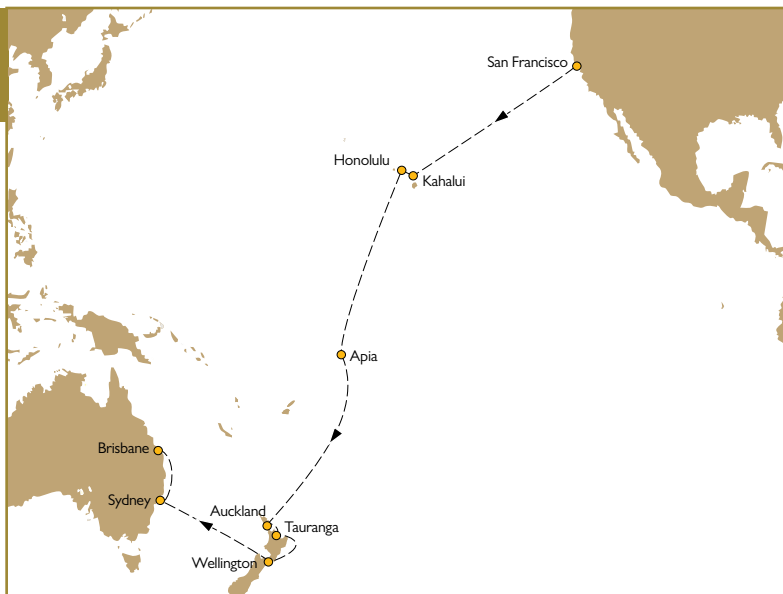 San Francisco
Honolulu
Kahalui
Apia
Brisbane
Sydney
Auckland
Tauranga
Wellington